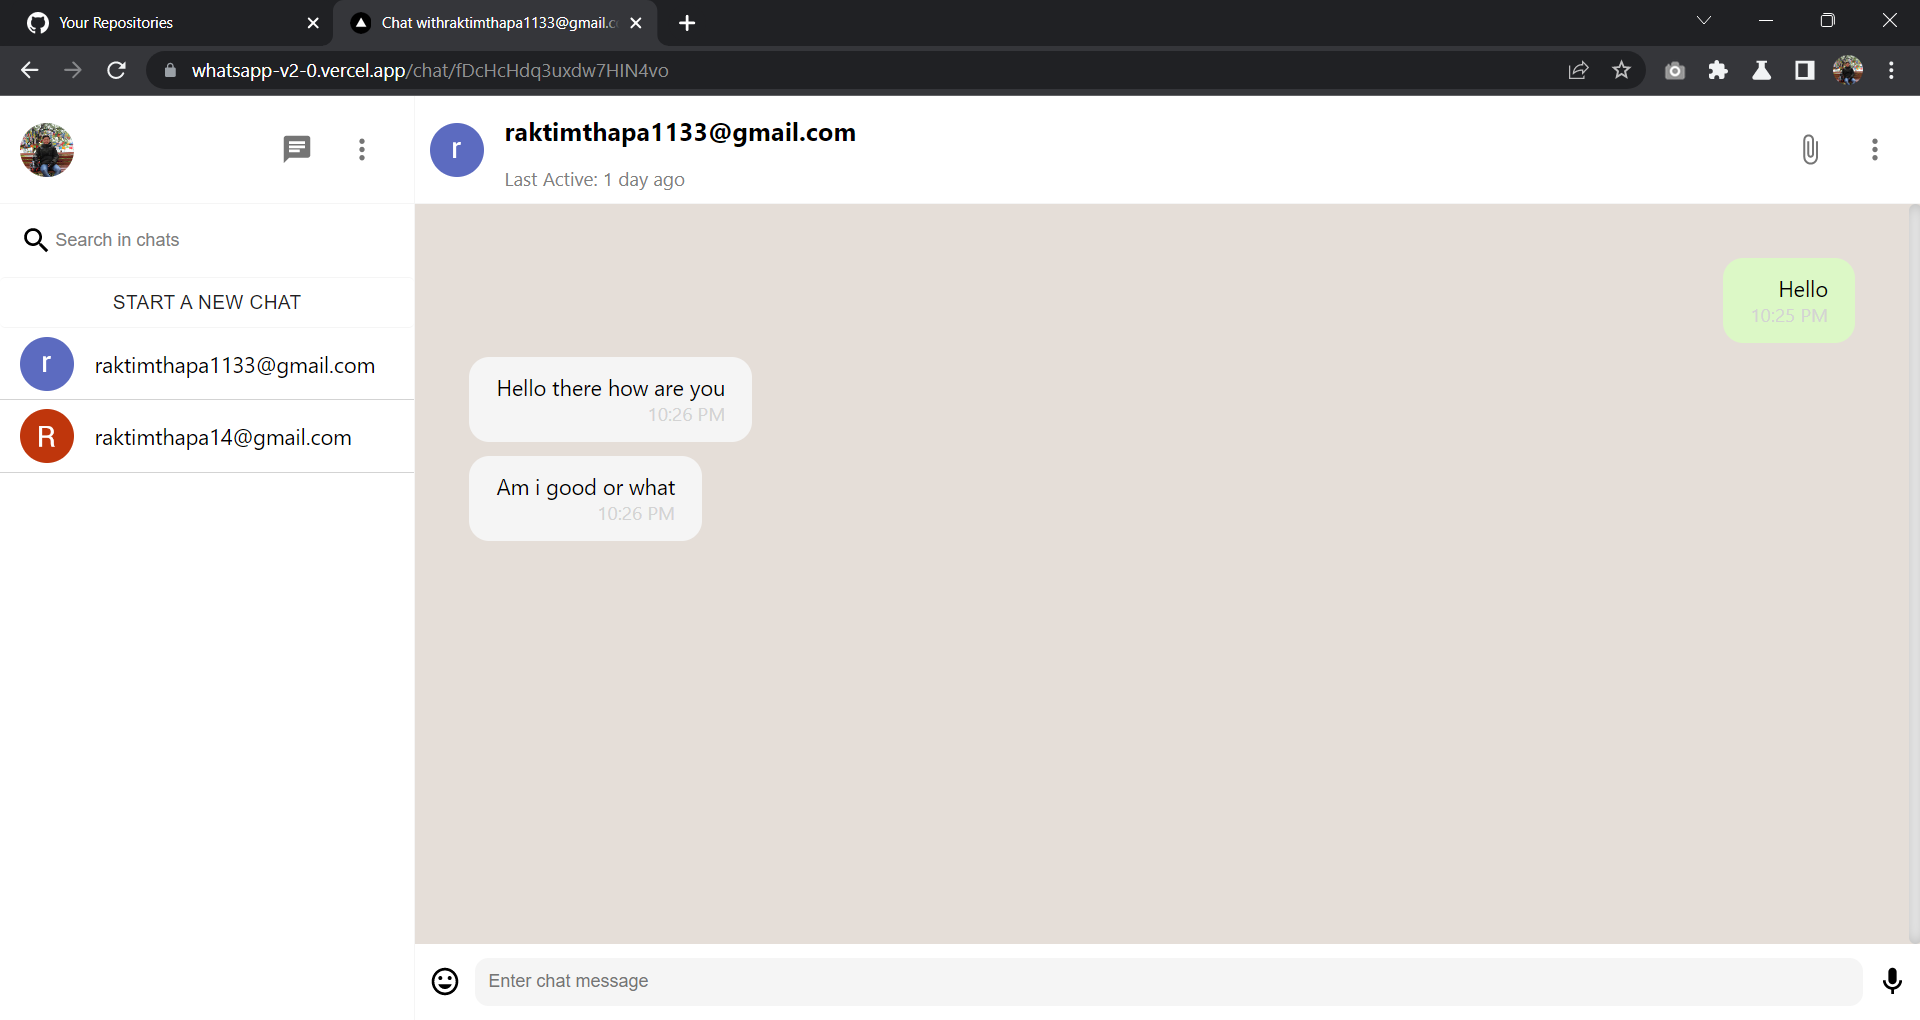 Your Repositories
Chat withraktimthapa1133@gmail.c
whatsapp-v2-0.vercel.app/chat/fDcHcHdq3uxdw7HIN4vo
raktimthapa1133@gmail.com
r
Last Active: 1 day ago
Search in chats
START A NEW CHAT
r
raktimthapa1133@gmail.com
R
raktimthapa14@gmail.com
Hello
10:25 PM
Hello there how are you
10:26 PM
Am i good or what
10:26 PM
Enter chat message